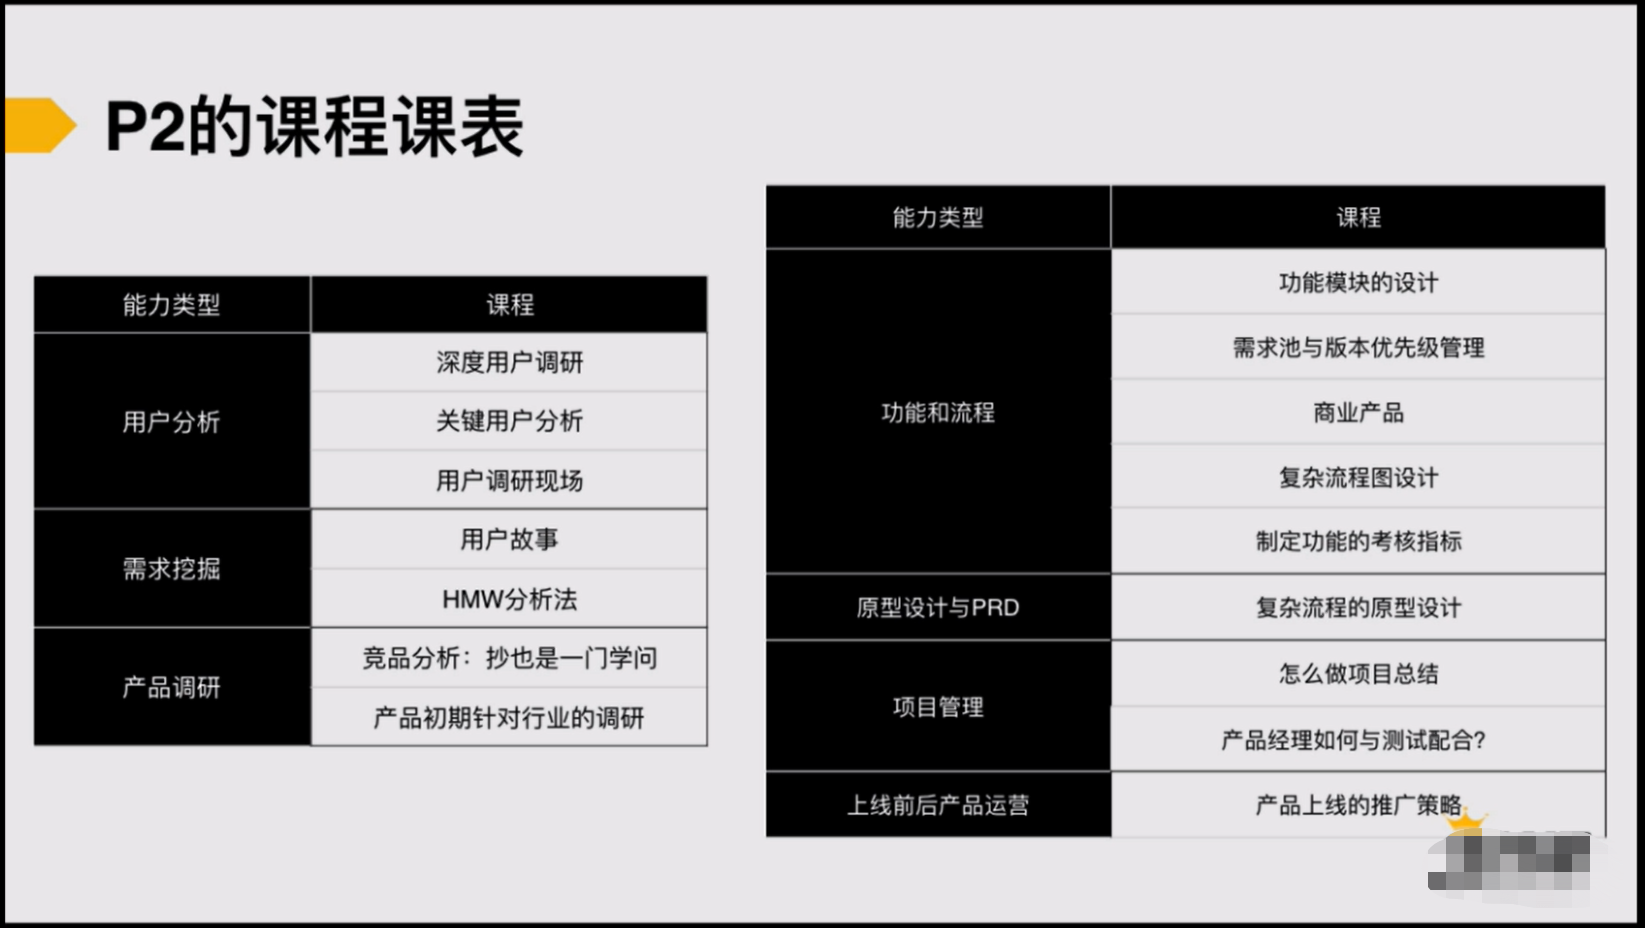 P2的课程课表
能力类型 课程
用户分析
深度用户调研
关键用户分析
用户调研现场
需求挖掘
用户故事
HMW分析法
产品调研
竞品分析：抄也是一门学问
产品初期针对行业的调研
能力类型 课程
功能和流程
功能模块的设计
需求池与版本优先级管理
商业产品
复杂流程图设计
制定功能的考核指标
原型设计与PRD 复杂流程的原型设计
项目管理
怎么做项目总结
产品经理如何与测试配合?
上线前后产品运营 产品上线的推广策略